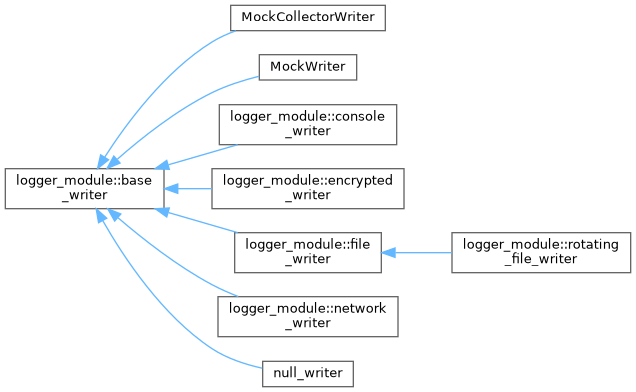 MockCollectorWriter
MockWriter
logger_module::console
_writer
logger_module::base
_writer
logger_module::encrypted
_writer
logger_module::file
_writer
logger_module::rotating
_file_writer
logger_module::network
_writer
null_writer